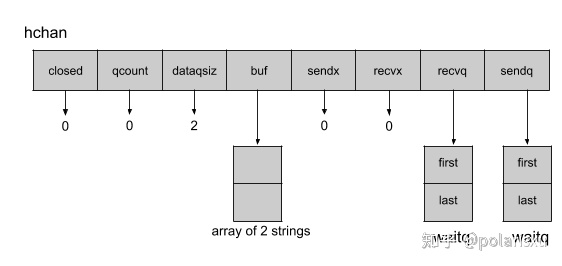 hchan
closed qcount dataqsiz buf sendx recvx recvq sendq
0 0 2 0 0
first first
last last
array of 2 strings
waitq waitq
知乎 @polarisxu